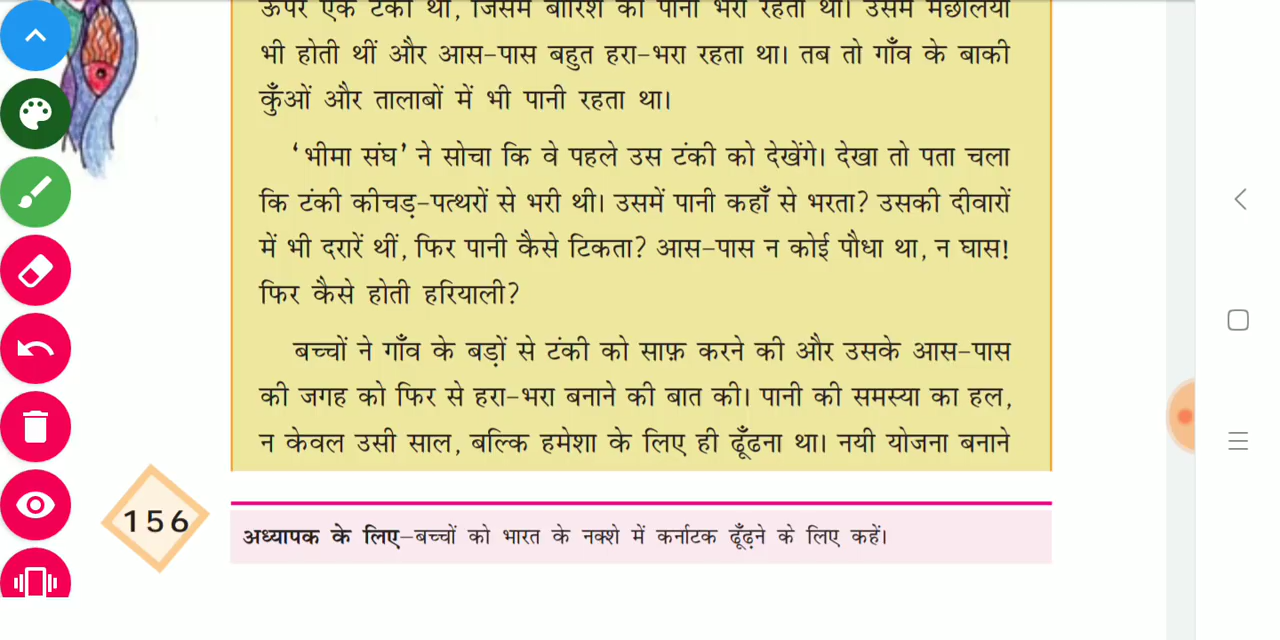 ऊपर एक टंकी थी, जिसमें बारिश का पानी भरा रहता था। उसमें मछलियाँ
भी होती थीं और आस-पास बहुत हरा-भरा रहता था। तब तो गाँव के बाकी
कुँओं और तालाबों में भी पानी रहता था।
‘भीमा संघ’ ने सोचा कि वे पहले उस टंकी को देखेंगे। देखा तो पता चला
कि टंकी कीचड़-पत्थरों से भरी थी। उसमें पानी कहाँ से भरता? उसकी दीवारों
में भी दरारें थीं, फिर पानी कैसे टिकता? आस-पास न कोई पौधा था, न घास!
फिर कैसे होती हरियाली?
बच्चों ने गाँव के बड़ों से टंकी को साफ़ करने की और उसके आस-पास
की जगह को फिर से हरा-भरा बनाने की बात की। पानी की समस्या का हल,
न केवल उसी साल, बल्कि हमेशा के लिए ही ढूँढना था। नयी योजना बनाने
156
अध्यापक के लिए–बच्चों को भारत के नक्शे में कर्नाटक ढूँढ़ने के लिए कहें।